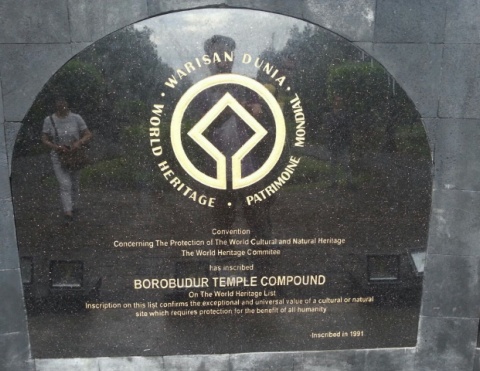 WARISAN DUNIA • PATRIMOINE MONDIAL • WORLD HERITAGE •
Convention
Concerning The Protection of The World Cultural and Natural Heritage
The World Heritage Commitee
has inscribed
BOROBUDUR TEMPLE COMPOUND
On The World Heritage List
Inscription on this list confirms the exceptional and universal value of a cultural or natural
site which requires protection for the benefit of all humanity
Inscribed in 1991